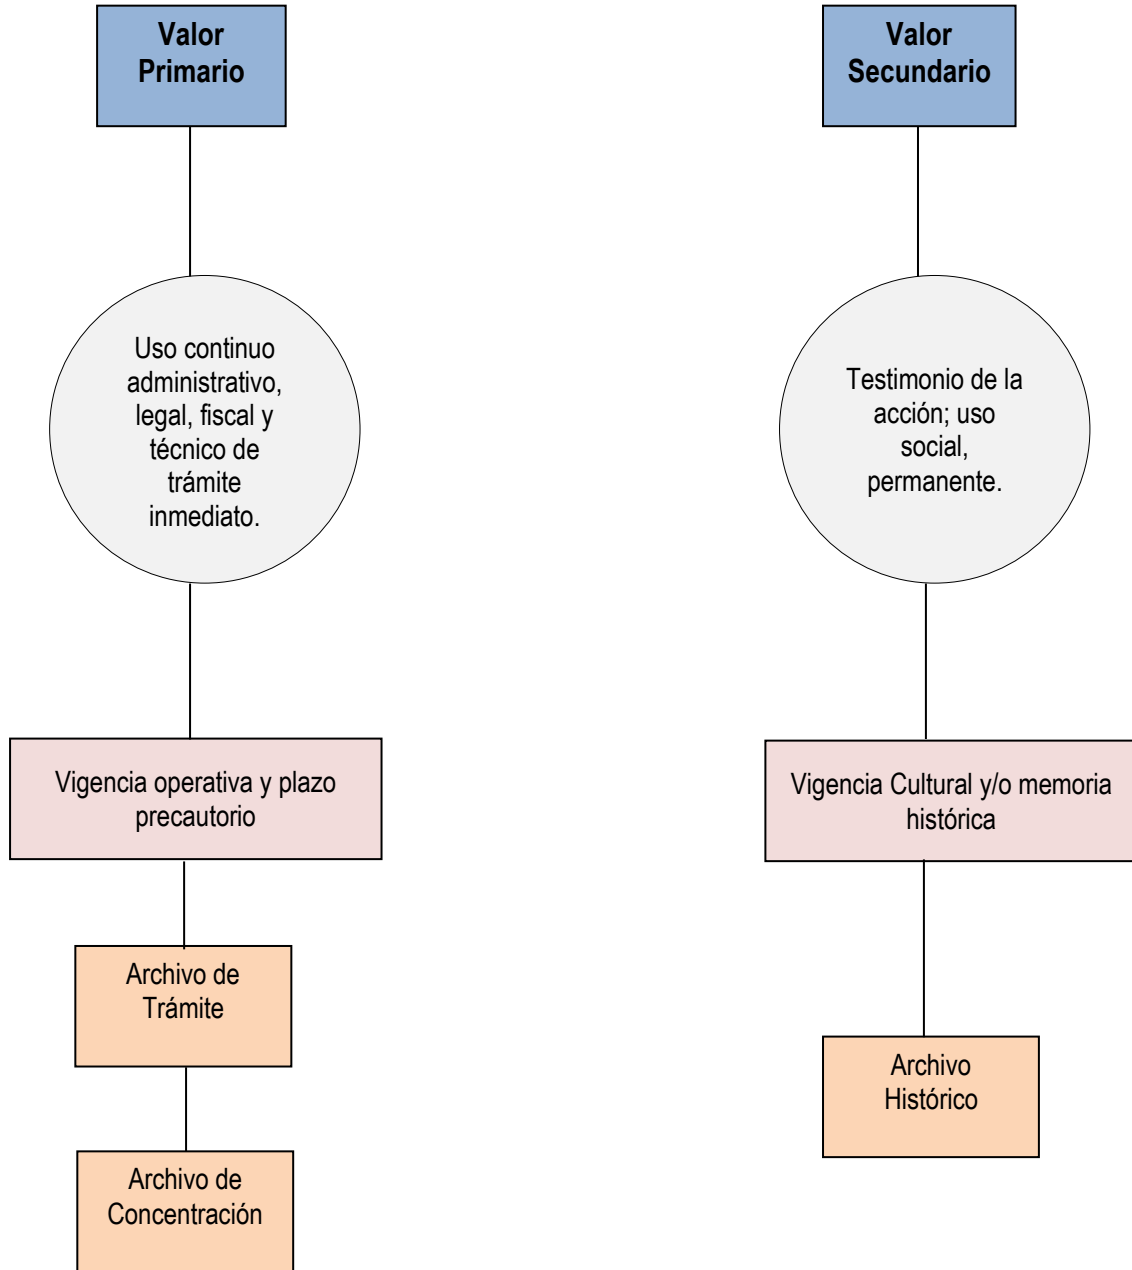 Valor
Primario
Uso continuo
administrativo,
legal, fiscal y
técnico de
trámite
inmediato.
Vigencia operativa y plazo
precautorio
Archivo de
Trámite
Archivo de
Concentración
Valor
Secundario
Testimonio de la
acción; uso
social,
permanente.
Vigencia Cultural y/o memoria
histórica
Archivo
Histórico